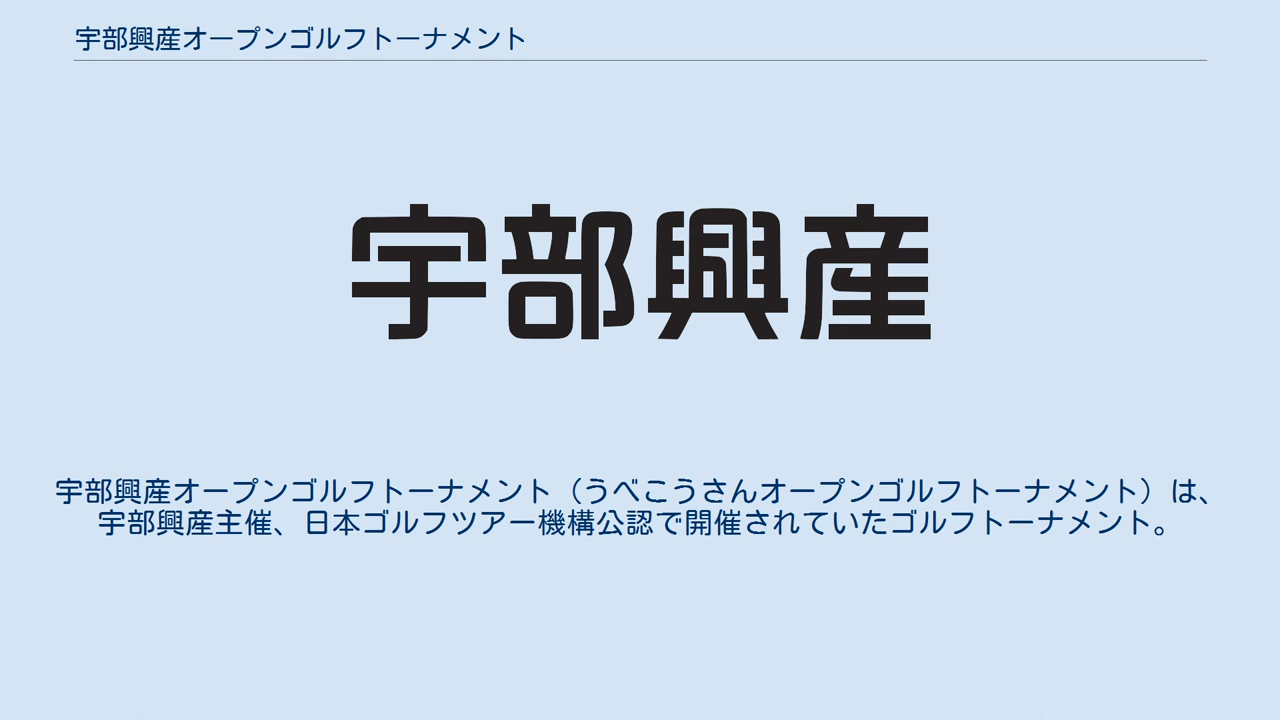 宇部興産オープンゴルフトーナメント
宇部興産
宇部興産オープンゴルフトーナメント（うべこうさんオープンゴルフトーナメント）は、
宇部興産主催、日本ゴルフツアー機構公認で開催されていたゴルフトーナメント。